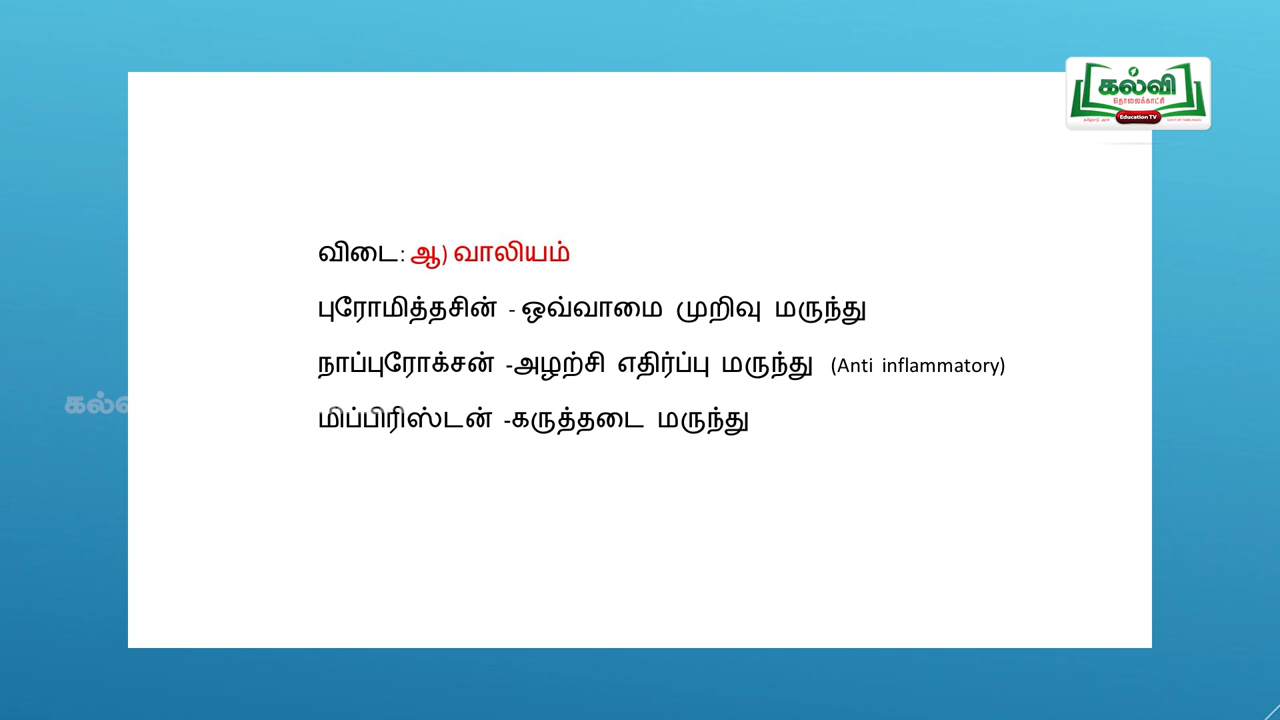 கல்வி
தொலைக்காட்சி
Education TV
விடை: ஆ) வாலியம்
புரோமித்தசின் - ஒவ்வாமை முறிவு மருந்து
நாப்புரோக்சன் -அழற்சி எதிர்ப்பு மருந்து (Anti inflammatory)
மிப்பிரிஸ்டன் -கருத்தடை மருந்து